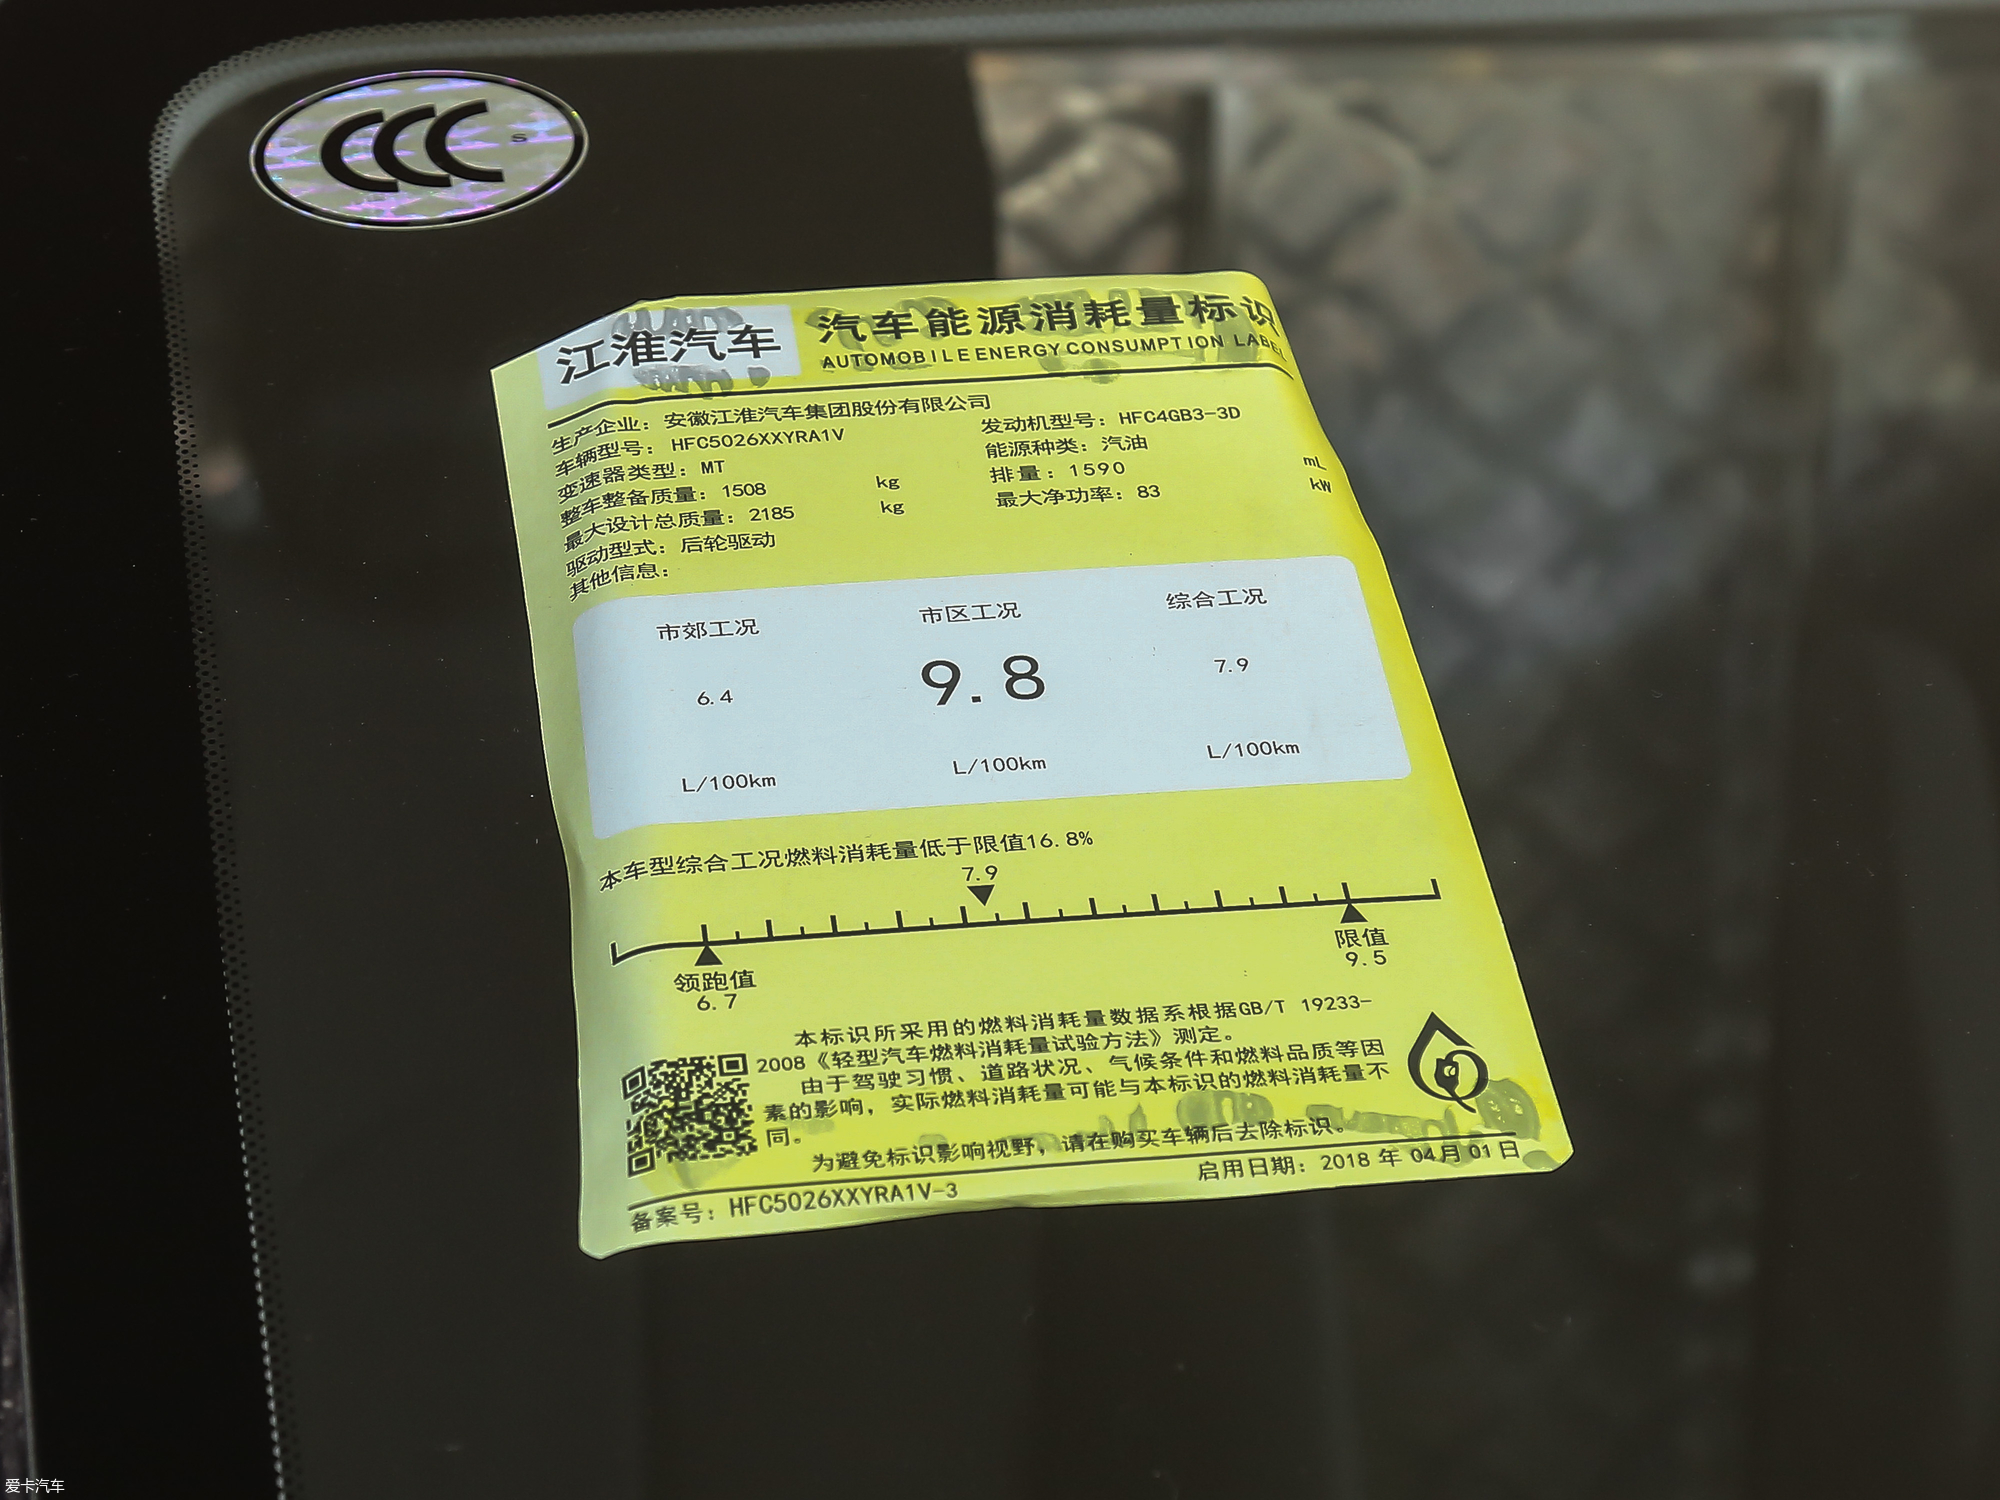 CCC S
江淮汽车
汽车能源消耗量标识
AUTOMOBILE ENERGY CONSUMPTION LABEL
生产企业：安徽江淮汽车集团股份有限公司
车辆型号：HFC5026XXYRA1V
发动机型号：HFC4GB3-3D
变速器类型：MT
能源种类：汽油
整车整备质量：1508 kg
排量：1590 mL
最大设计总质量：2185 kg
最大净功率：83 kW
驱动型式：后轮驱动
其他信息：
市郊工况 市区工况 综合工况
6.4 9.8 7.9
L/100km L/100km L/100km
本车型综合工况燃料消耗量低于限值16.8%
7.9
领跑值 限值
6.7 9.5
本标识所采用的燃料消耗量数据系根据GB/T 19233-
2008《轻型汽车燃料消耗量试验方法》测定。
由于驾驶习惯、道路状况、气候条件和燃料品质等因
素的影响，实际燃料消耗量可能与本标识的燃料消耗量不
同。
为避免标识影响视野，请在购买车辆后去除标识。
备案号：HFC5026XXYRA1V-3
启用日期：2018 年 04月 01 日
爱卡汽车